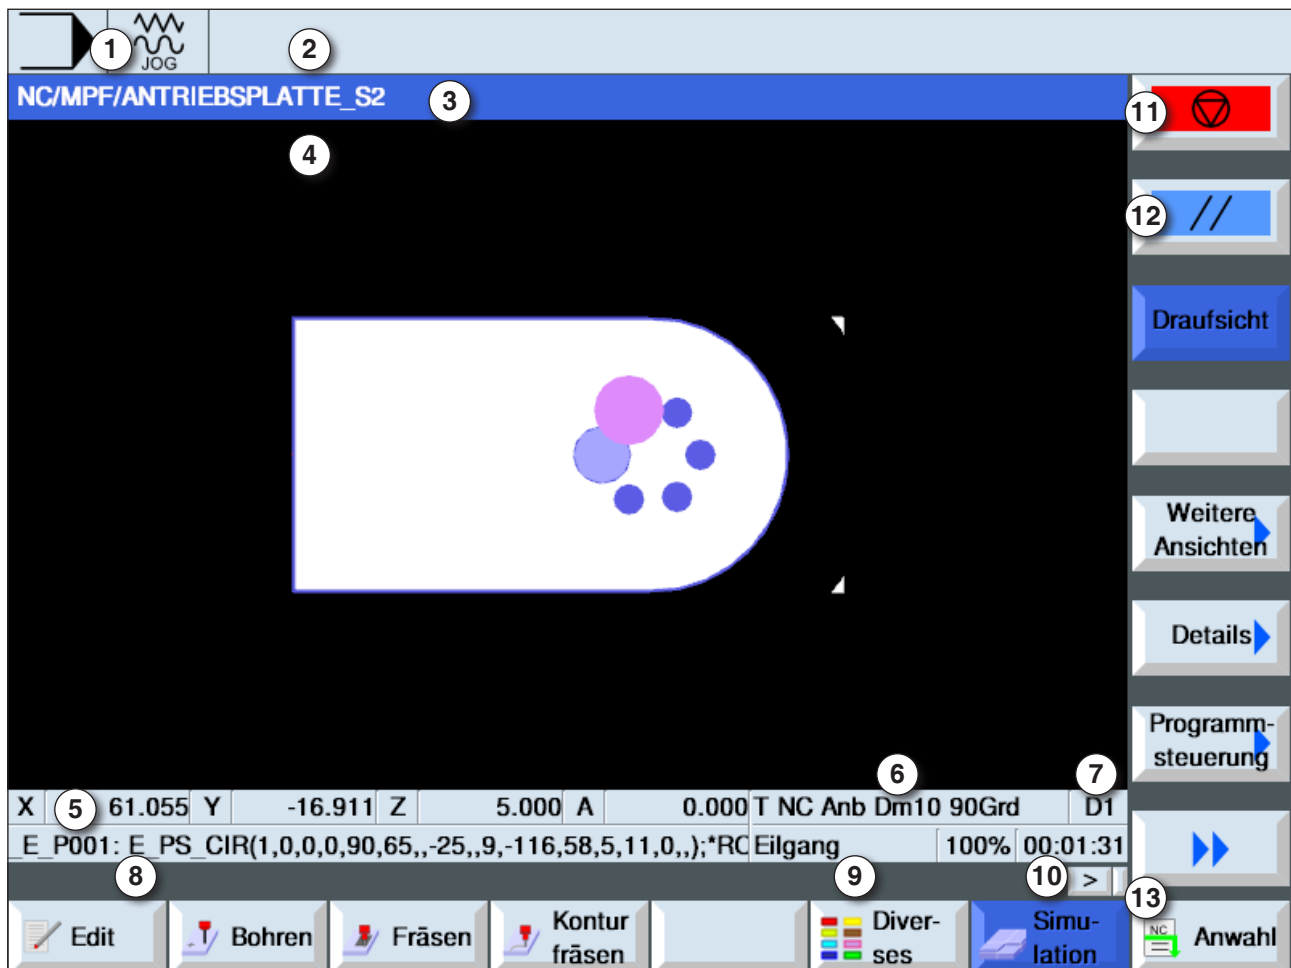 1
JOG
2
NC/MPF/ANTRIEBSPLATTE_S2
3
4
11
12
Draufsicht
Weitere
Ansichten
Details
Programm-
steuerung
6
7
X 5 61.055 Y -16.911 Z 5.000 A 0.000 T NC Anb Dm10 90Grd D1
_E_P001: E_PS_CIR(1,0,0,0,90,65,,-25,,9,-116,58,5,11,0,,);*RO Eilgang 100% 00:01:31
8
9
10
>
13
Edit
Bohren
Fräsen
Kontur
fräsen
Diver-
ses
Simu-
lation
NC
Anwahl